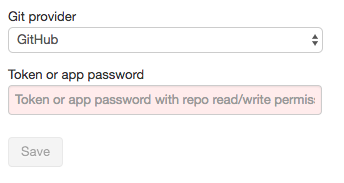 Git provider
GitHub
Token or app password
Token or app password with repo read/write permis
Save